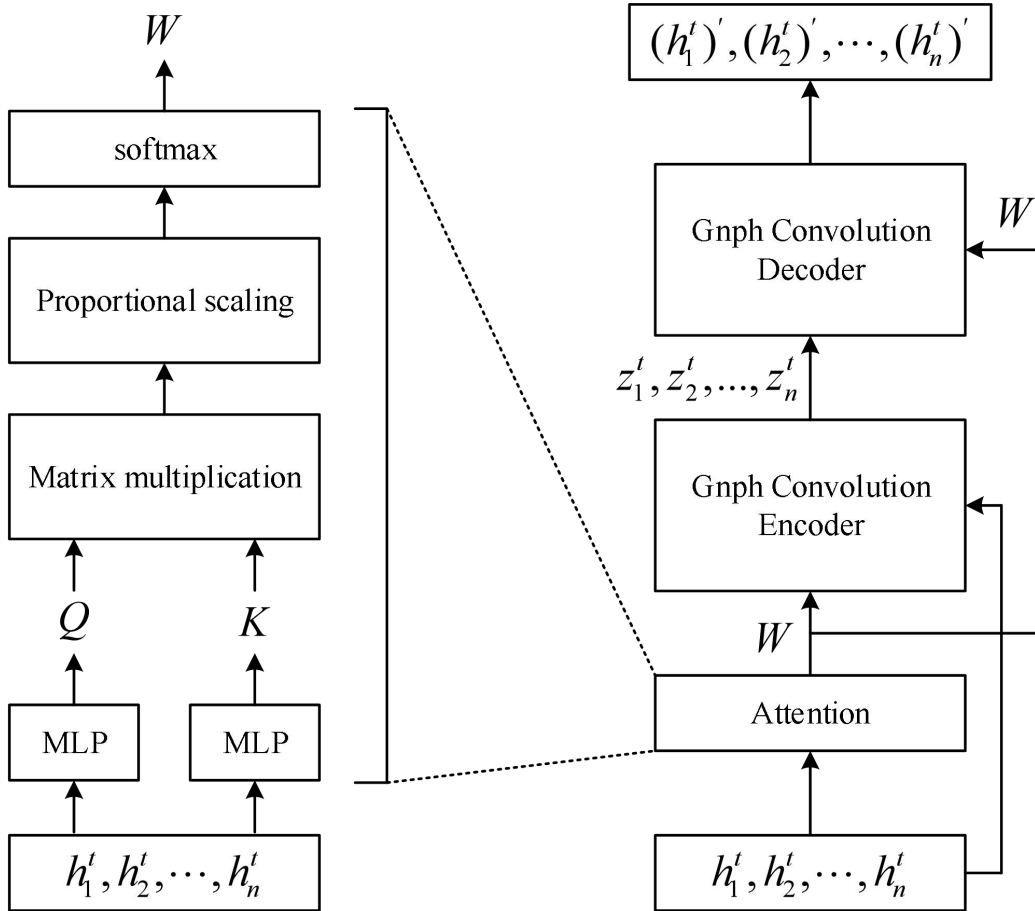 W
softmax
Proportional scaling
Matrix multiplication
Q K
MLP MLP
h_1^t, h_2^t, ⋯, h_n^t
(h_1^t)', (h_2^t)', ⋯, (h_n^t)'
Gnph Convolution
Decoder
W
z_1^t, z_2^t, ..., z_n^t
Gnph Convolution
Encoder
W
Attention
h_1^t, h_2^t, ⋯, h_n^t